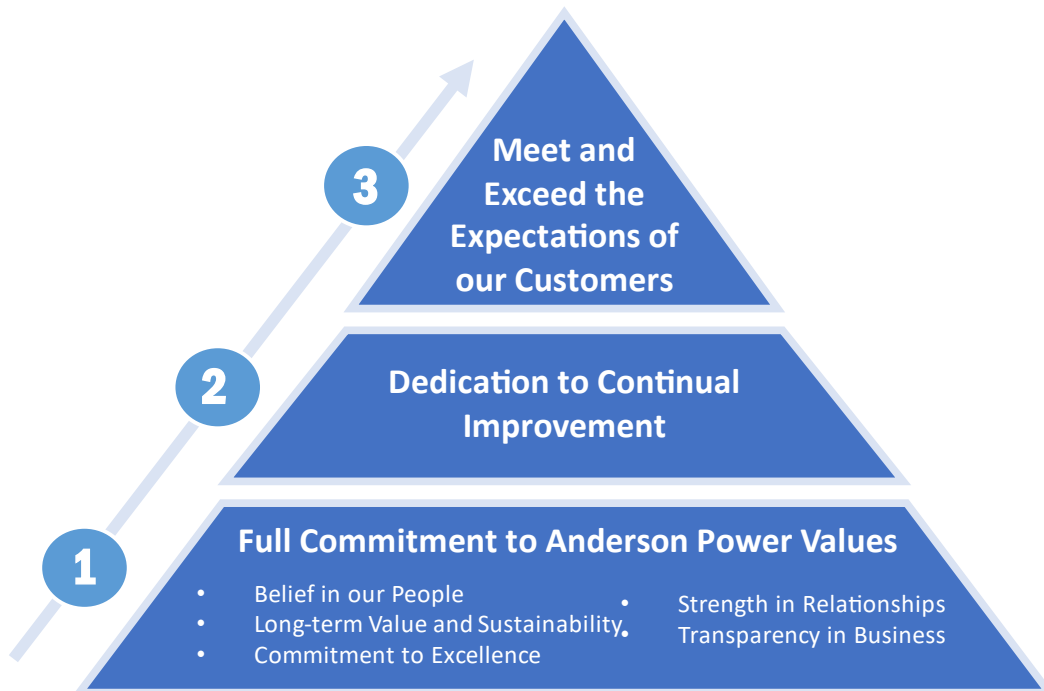 3
Meet and
Exceed the
Expectations of
our Customers
2
Dedication to Continual
Improvement
1
Full Commitment to Anderson Power Values
• Belief in our People
• Long-term Value and Sustainability
• Commitment to Excellence
• Strength in Relationships
• Transparency in Business